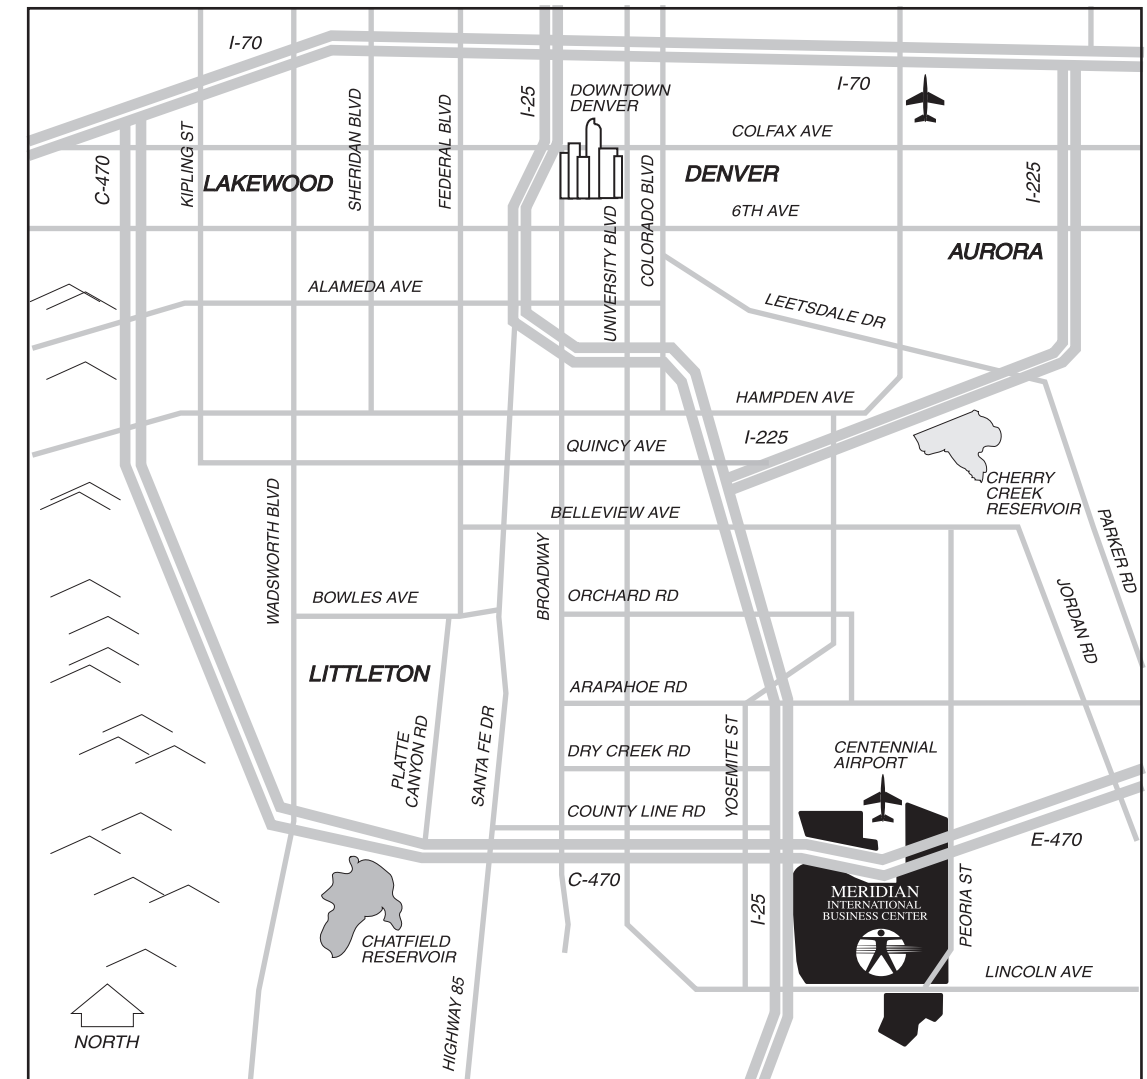 I-70
I-25
DOWNTOWN
DENVER
I-70
COLFAX AVE
C-470
KIPLING ST
LAKEWOOD
SHERIDAN BLVD
FEDERAL BLVD
COLORADO BLVD
DENVER
I-225
6TH AVE
UNIVERSITY BLVD
AURORA
ALAMEDA AVE
LEETSDALE DR
HAMPDEN AVE
QUINCY AVE
I-225
CHERRY
CREEK
RESERVOIR
WADSWORTH BLVD
BELLEVIEW AVE
PARKER RD
BROADWAY
BOWLES AVE
ORCHARD RD
JORDAN RD
LITTLETON
ARAPAHOE RD
PLATTE
CANYON RD
SANTA FE DR
DRY CREEK RD
YOSEMITE ST
CENTENNIAL
AIRPORT
COUNTY LINE RD
E-470
C-470
I-25
MERIDIAN
INTERNATIONAL
BUSINESS CENTER
PEORIA ST
CHATFIELD
RESERVOIR
LINCOLN AVE
HIGHWAY 85
NORTH